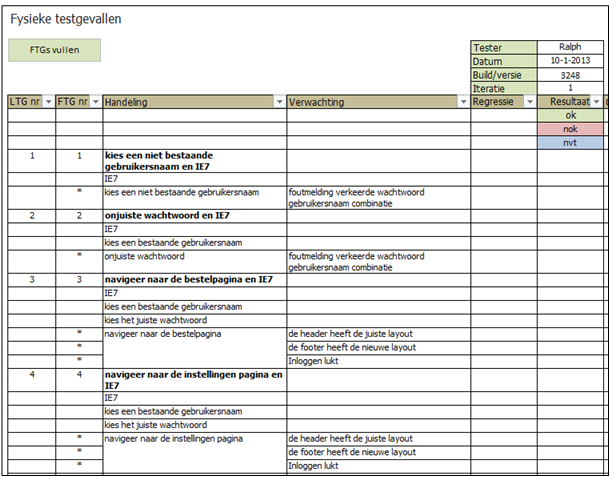 Fysieke testgevallen
FTGs vullen
Tester Ralph
Datum 10-1-2013
Build/versie 3248
Iteratie 1
LTG nr FTG nr Handeling Verwachting Regressie Resultaat
ok
nok
nvt
1 1 kies een niet bestaande
gebruikersnaam en IE7
IE7
* kies een niet bestaande gebruikersnaam foutmelding verkeerde wachtwoord
gebruikersnaam combinatie
2 2 onjuiste wachtwoord en IE7
IE7
kies een bestaande gebruikersnaam
* onjuiste wachtwoord foutmelding verkeerde wachtwoord
gebruikersnaam combinatie
3 3 navigeer naar de bestelpagina en IE7
IE7
kies een bestaande gebruikersnaam
kies het juiste wachtwoord
* navigeer naar de bestelpagina de header heeft de juiste layout
* de footer heeft de nieuwe layout
* Inloggen lukt
4 4 navigeer naar de instellingen pagina en
IE7
IE7
kies een bestaande gebruikersnaam
kies het juiste wachtwoord
* navigeer naar de instellingen pagina de header heeft de juiste layout
* de footer heeft de nieuwe layout
* Inloggen lukt